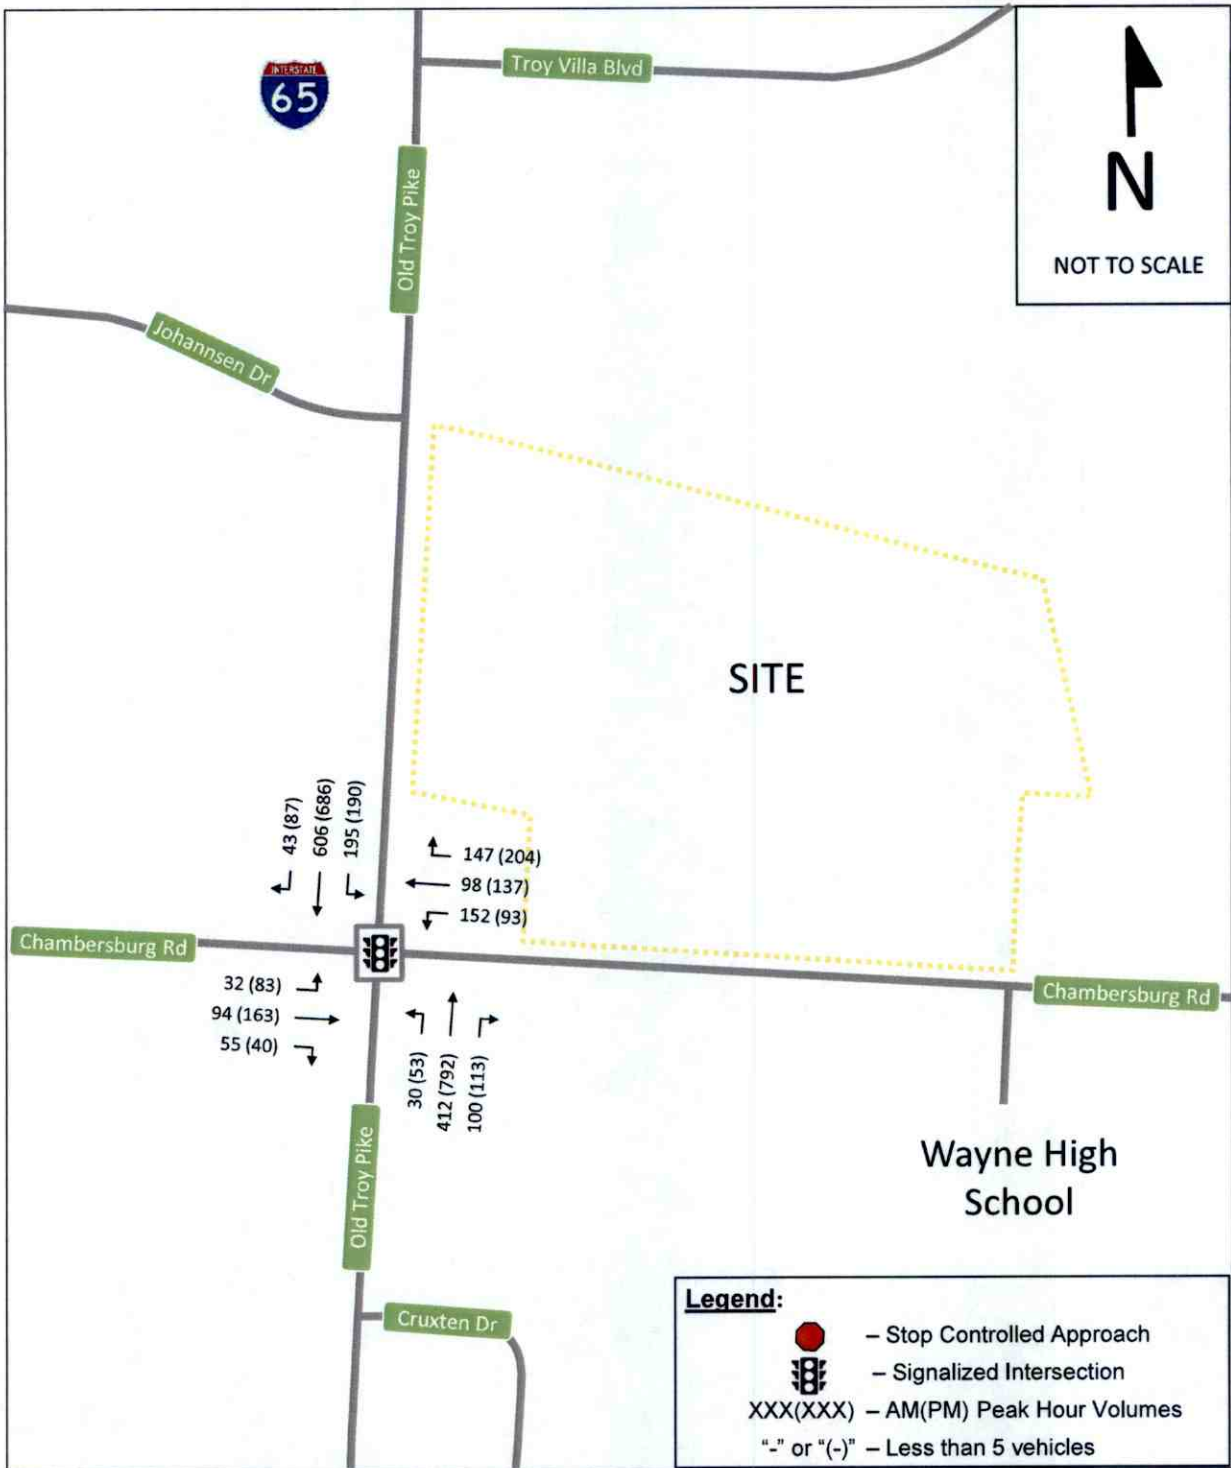 INTERSTATE
65
Troy Villa Blvd
N
NOT TO SCALE
Old Troy Pike
Johannsen Dr
SITE
43 (87)
606 (686)
195 (190)
147 (204)
98 (137)
152 (93)
Chambersburg Rd
32 (83)
94 (163)
55 (40)
30 (53)
412 (792)
100 (113)
Chambersburg Rd
Old Troy Pike
Wayne High
School
Cruxten Dr
Legend:
– Stop Controlled Approach
– Signalized Intersection
XXX(XXX) – AM(PM) Peak Hour Volumes
“-” or “(-)” – Less than 5 vehicles